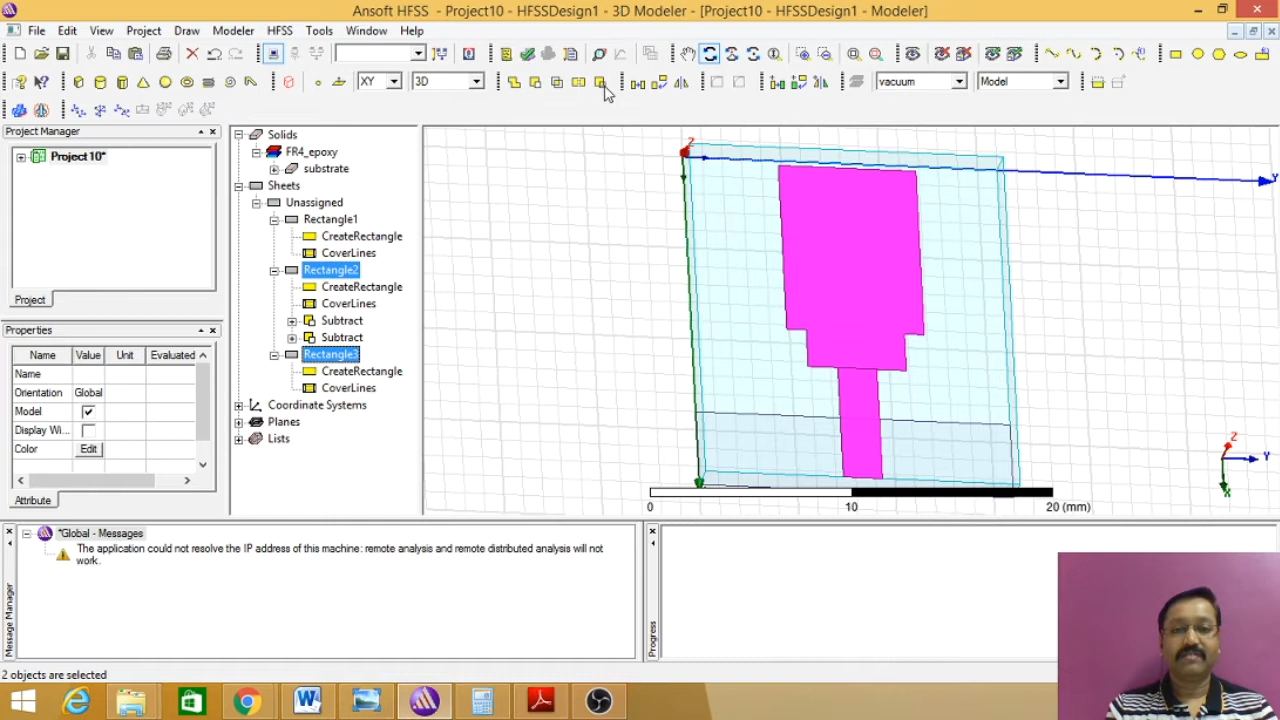 Ansoft HFSS - Project10 - HFSSDesign1 - 3D Modeler - [Project10 - HFSSDesign1 - Modeler]
File Edit View Project Draw Modeler HFSS Tools Window Help
XY 3D vacuum Model
Project Manager
Project10*
Project
Properties
Name Value Unit Evaluated
Name
Orientation Global
Model
Display Wi...
Color Edit
Attribute
Solids
FR4_epoxy
substrate
Sheets
Unassigned
Rectangle1
CreateRectangle
CoverLines
Rectangle2
CreateRectangle
CoverLines
Subtract
Subtract
Rectangle3
CreateRectangle
CoverLines
Coordinate Systems
Planes
Lists
Z
Y
Z
Y
X
0 10 20 (mm)
Message Manager
*Global - Messages
The application could not resolve the IP address of this machine: remote analysis and remote distributed analysis will not
work.
Progress
2 objects are selected